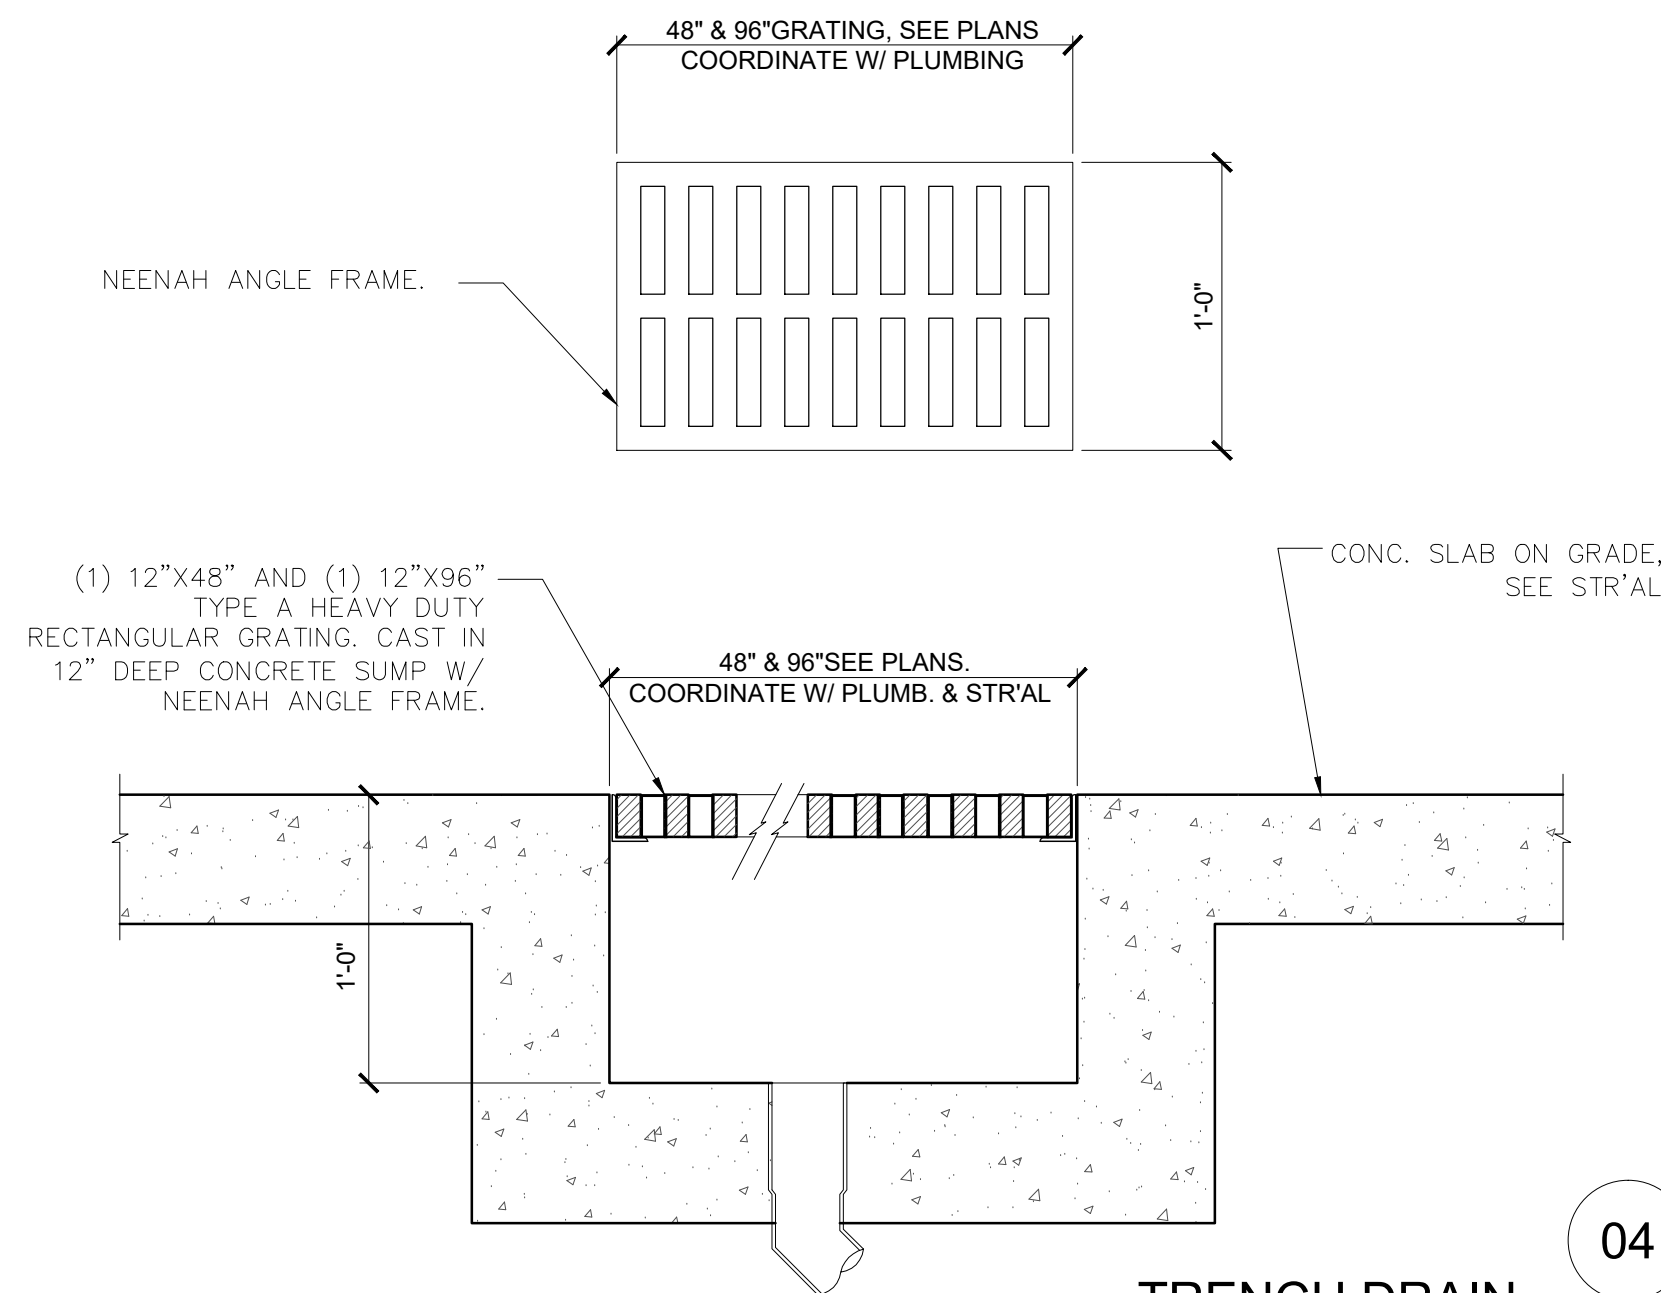 48" & 96"GRATING, SEE PLANS
COORDINATE W/ PLUMBING
NEENAH ANGLE FRAME.
1'-0"
(1) 12”X48” AND (1) 12”X96”
TYPE A HEAVY DUTY
RECTANGULAR GRATING. CAST IN
12” DEEP CONCRETE SUMP W/
NEENAH ANGLE FRAME.
CONC. SLAB ON GRADE,
SEE STR’AL
48" & 96"SEE PLANS.
COORDINATE W/ PLUMB. & STR'AL
1'-0"
04
TRENCH DRAIN